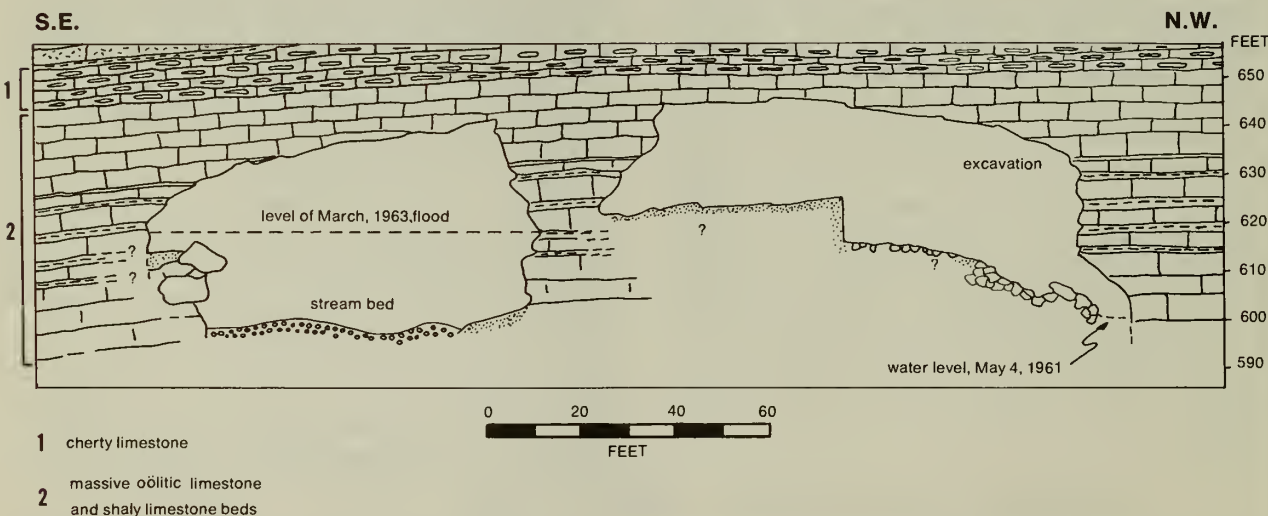 S.E.
N.W.
FEET
1
650
640
excavation
630
level of March, 1963,flood
620
2
?
?
?
?
610
stream bed
600
water level, May 4, 1961
590
0 20 40 60
FEET
1 cherty limestone
2 massive oölitic limestone
and shaly limestone beds